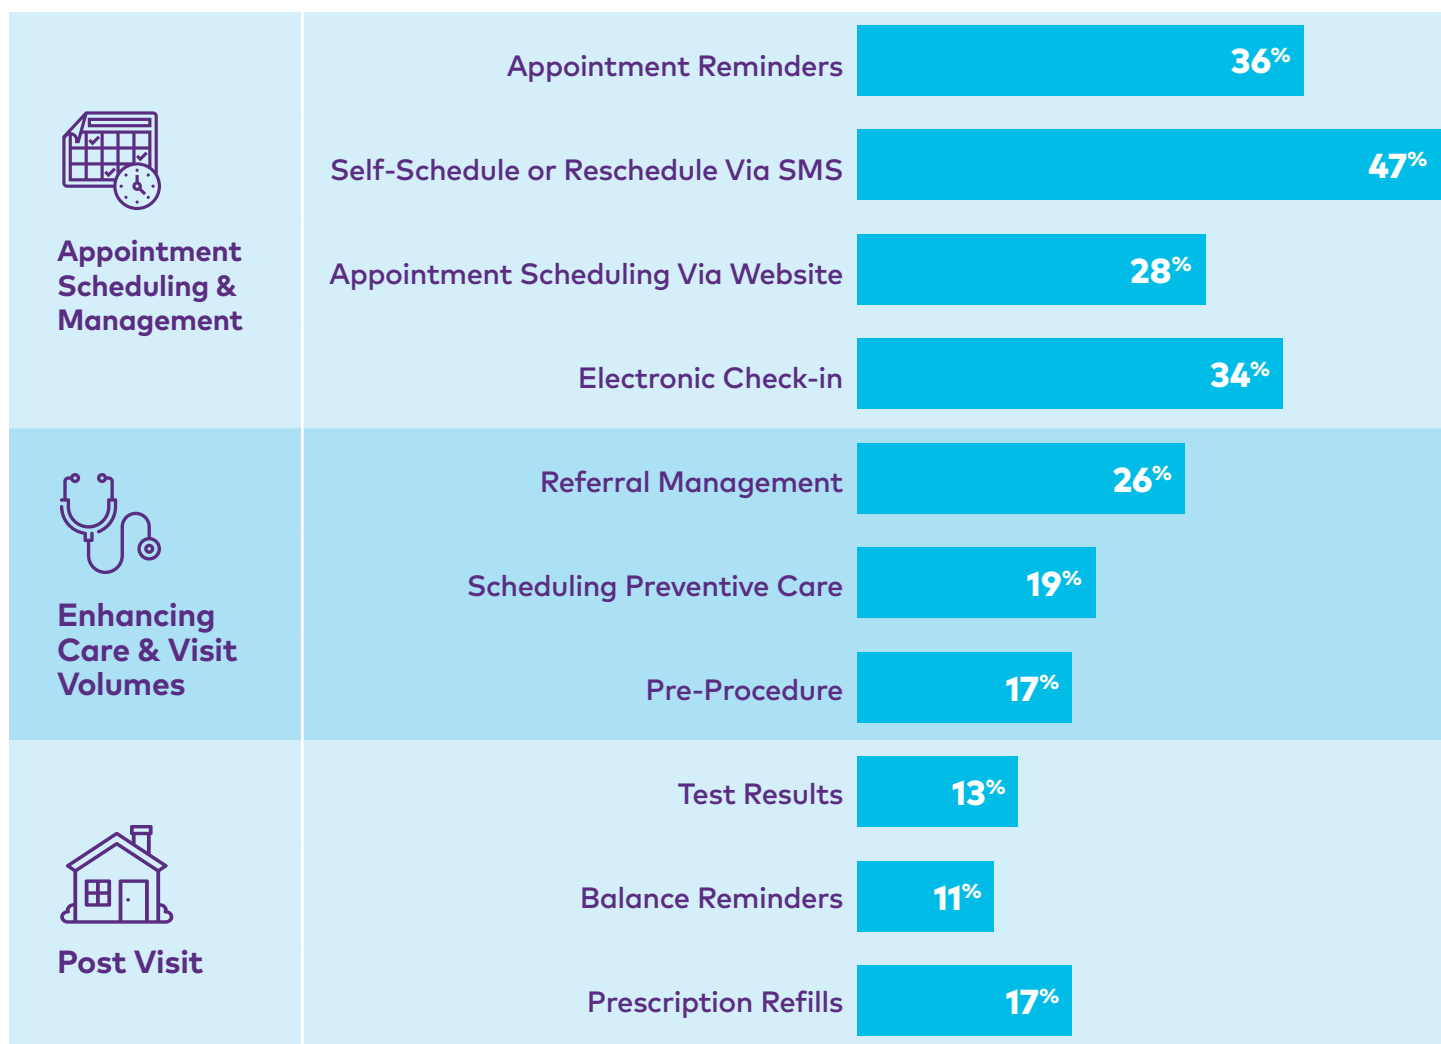 Appointment
Scheduling &
Management
Appointment Reminders
36%
Self-Schedule or Reschedule Via SMS
47%
Appointment Scheduling Via Website
28%
Electronic Check-in
34%
Enhancing
Care & Visit
Volumes
Referral Management
26%
Scheduling Preventive Care
19%
Pre-Procedure
17%
Post Visit
Test Results
13%
Balance Reminders
11%
Prescription Refills
17%